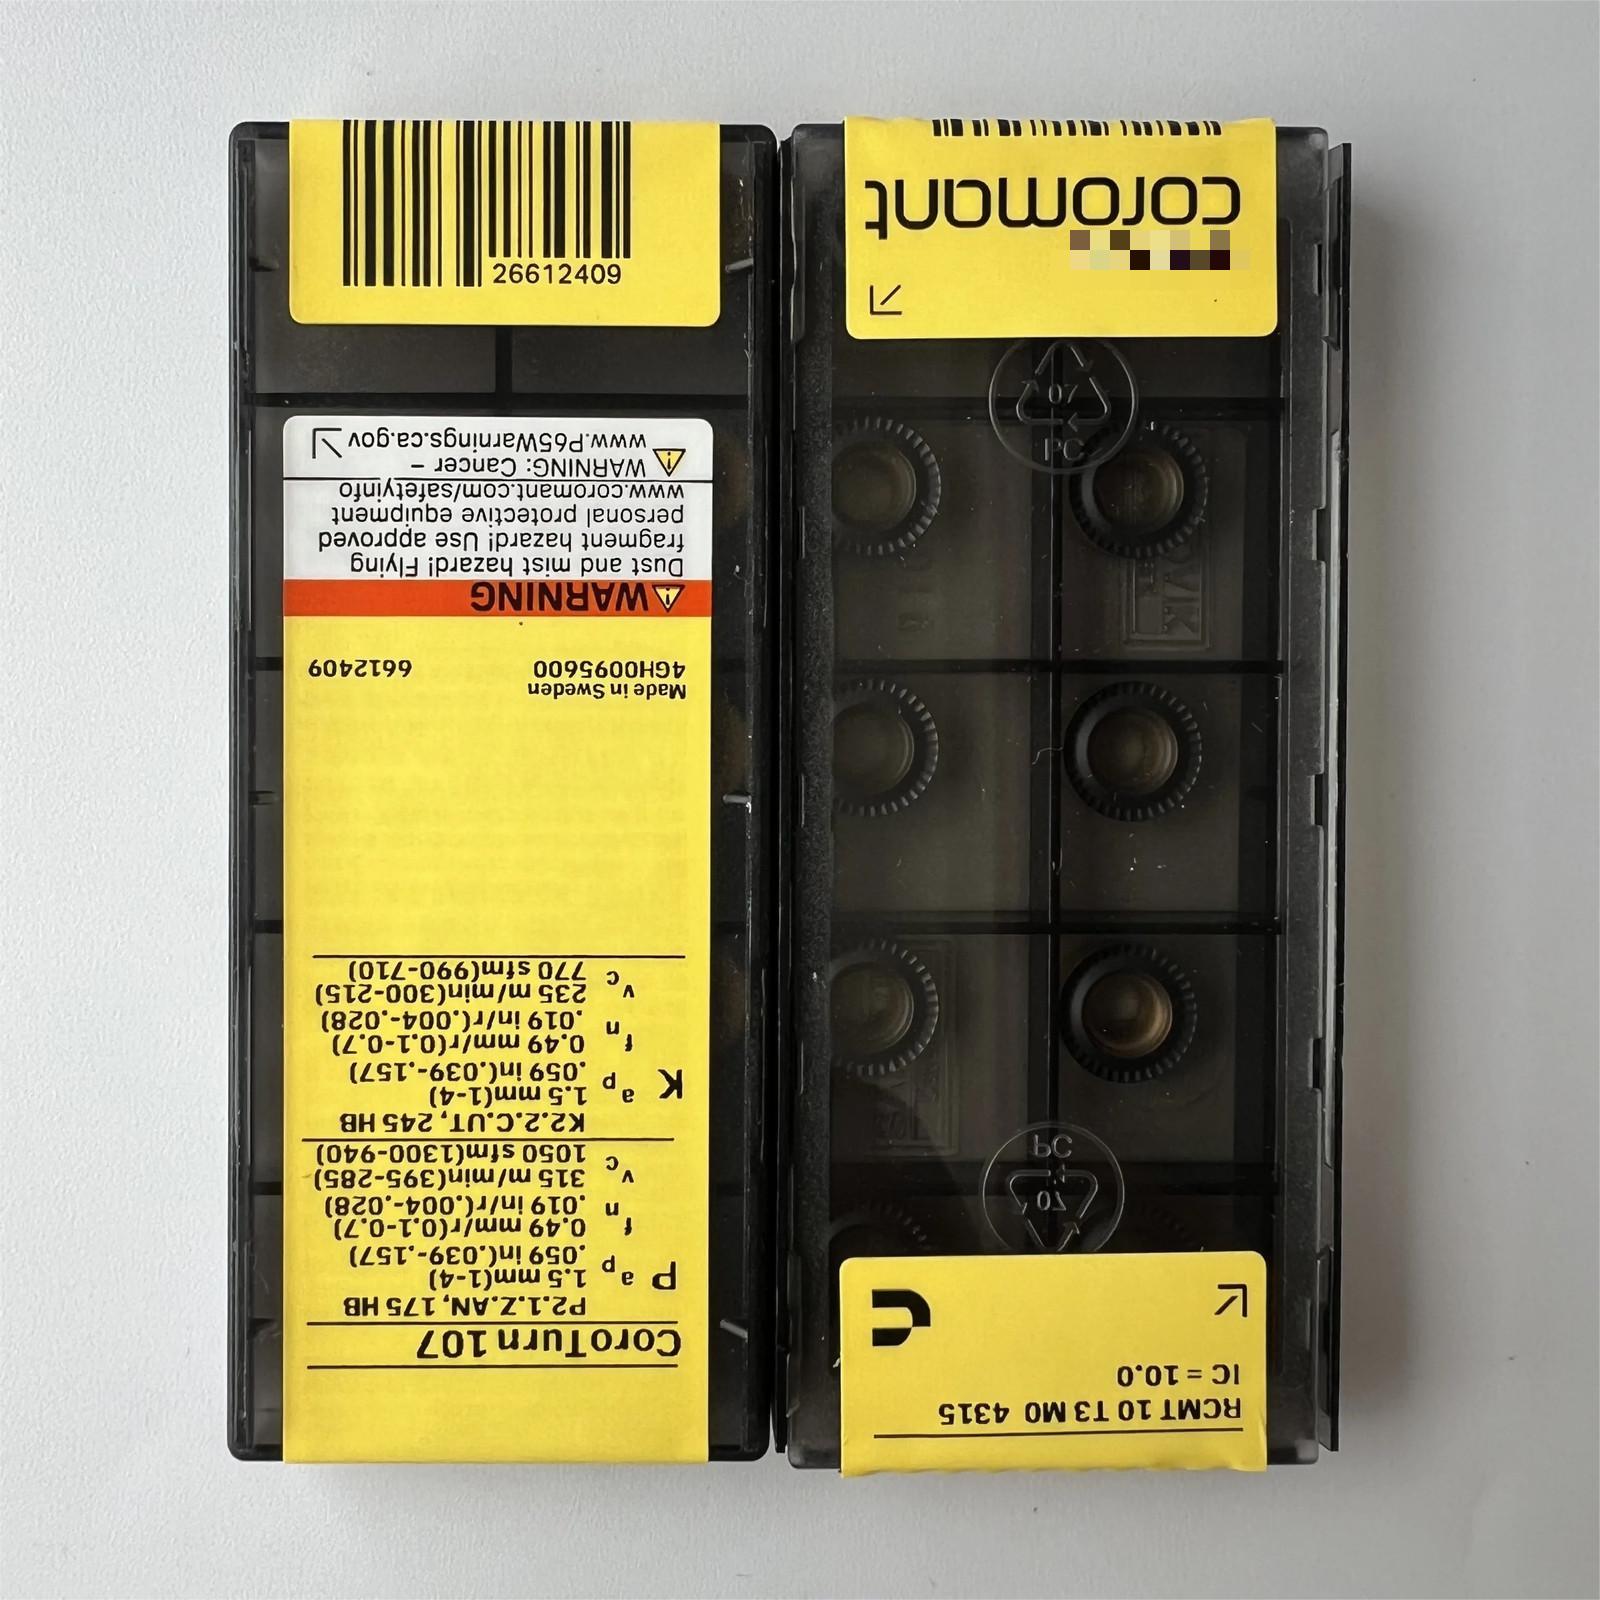 26612409
CoroTurn 107
P2.1.Z.AN, 175 HB
P ap 1.5 mm(1-4)
.059 in(.039-.157)
fn 0.49 mm/r(0.1-0.7)
.019 in/r(.004-.028)
vc 315 m/min(395-285)
1050 sfm(1300-940)
K2.2.C.UT, 245 HB
K ap 1.5 mm(1-4)
.059 in(.039-.157)
fn 0.49 mm/r(0.1-0.7)
.019 in/r(.004-.028)
vc 235 m/min(300-215)
770 sfm(990-710)
Made in Sweden
4GH0095600 6612409
WARNING
Dust and mist hazard! Flying
fragment hazard! Use approved
personal protective equipment
www.coromant.com/safetyinfo
WARNING: Cancer –
www.P65Warnings.ca.gov
RCMT 10 T3 M0 4315
IC = 10.0
07
PC
07
PC
coromant